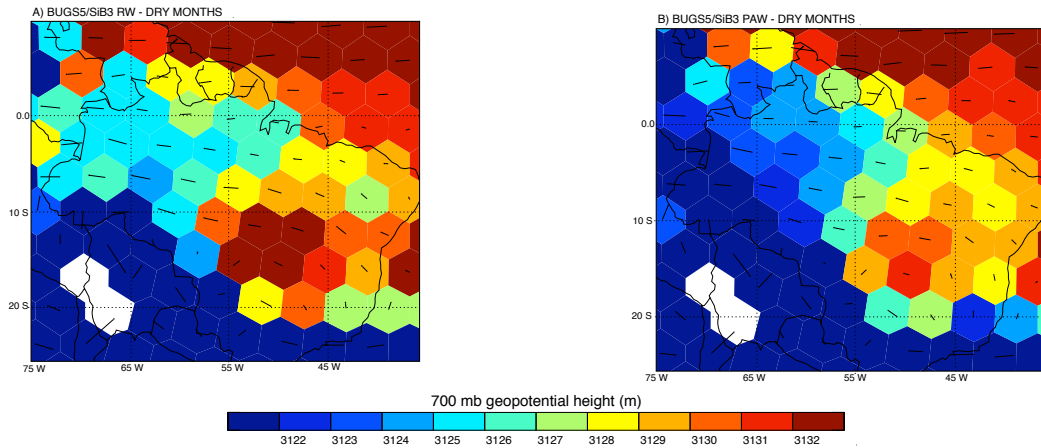 A) BUGS5/SiB3 RW - DRY MONTHS
B) BUGS5/SiB3 PAW - DRY MONTHS
0.0
10 S
20 S
75 W 65 W 55 W 45 W
0.0
10 S
20 S
75 W 65 W 55 W 45 W
700 mb geopotential height (m)
3122 3123 3124 3125 3126 3127 3128 3129 3130 3131 3132